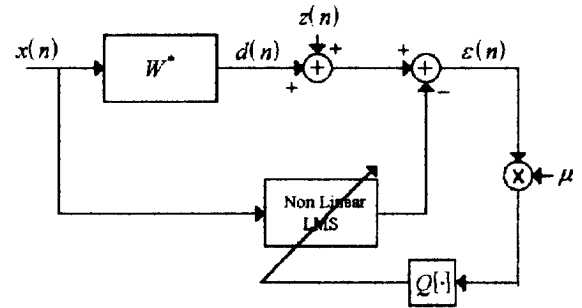 z(n)
x(n)
W*
d(n)
+
+
+
+
+
−
ε(n)
Non Linear
LMS
X
μ
Q[·]